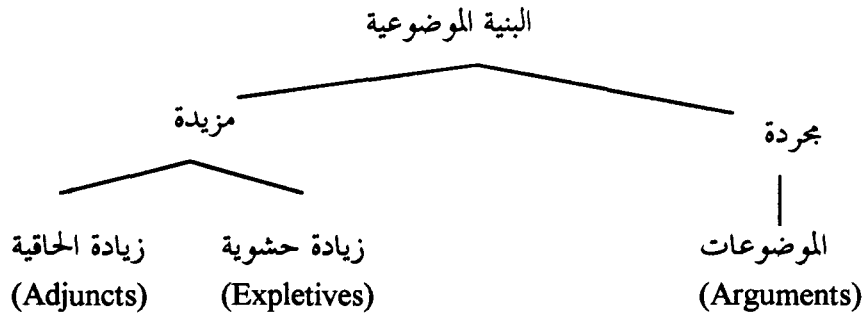 البنية الموضوعية
مجردة
مزيدة
الموضوعات
زيادة حشوية
زيادة الحاقية
(Arguments)
(Expletives)
(Adjuncts)